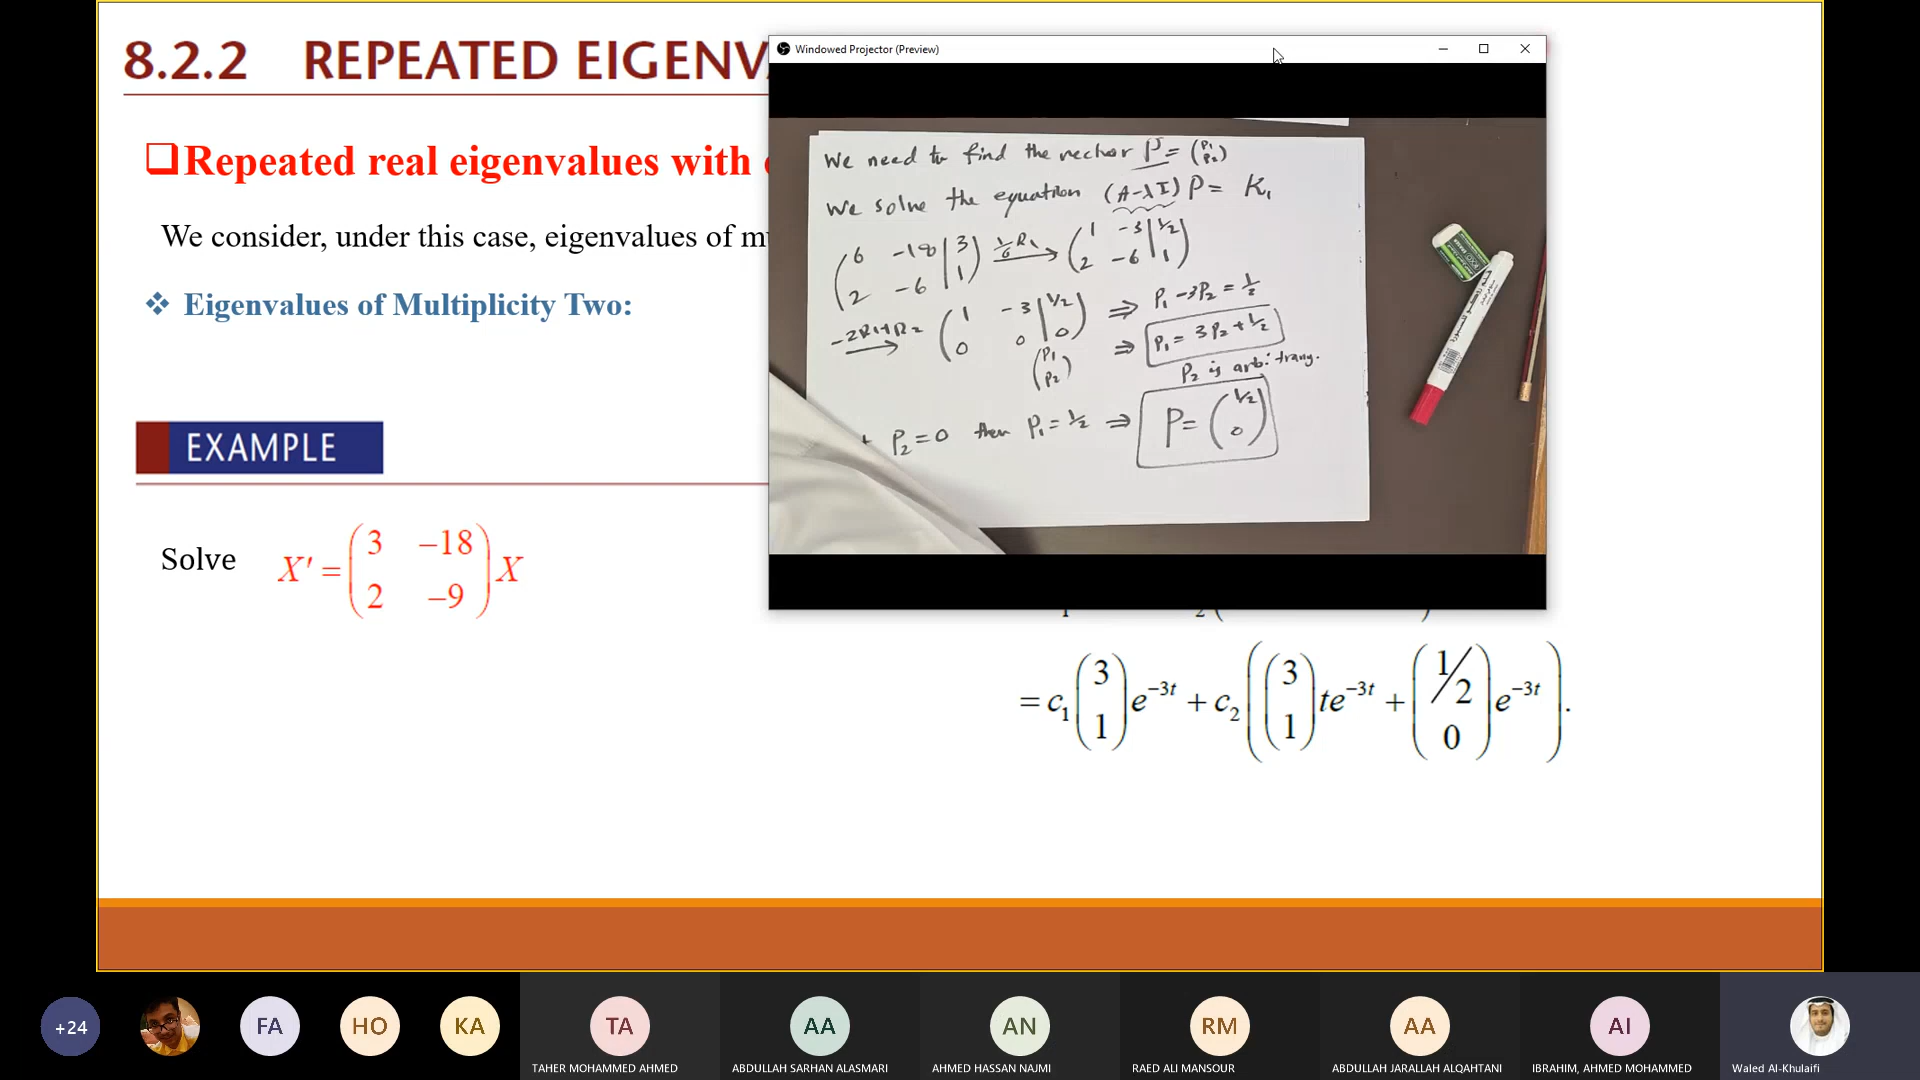 8.2.2 REPEATED EIGENV
Repeated real eigenvalues with
We consider, under this case, eigenvalues of m
❖ Eigenvalues of Multiplicity Two:
EXAMPLE
Solve X′ = (3 −18; 2 −9) X
Windowed Projector (Preview)
We need to find the vector P = (P₁ P₂)
We solve the equation (A-λI) P = K₁
(6 -18 | 3; 2 -6 | 1) 1/6 R₁ → (1 -3 | 1/2; 2 -6 | 1)
-2R1+R2 → (1 -3 | 1/2; 0 0 | 0) ⇒ P₁ -3P₂ = 1/2
(P₁ P₂) ⇒ P₁ = 3P₂ + 1/2
P₂ is arbitrary.
P₂ = 0 then P₁ = 1/2 ⇒ P = (1/2 0)
= c₁ (3 1) e⁻³ᵗ + c₂ ( (3 1) te⁻³ᵗ + (1/2 0) e⁻³ᵗ ).
+24
FA
HO
KA
TA
AA
AN
RM
AA
AI
TAHER MOHAMMED AHMED
ABDULLAH SARHAN ALASMARI
AHMED HASSAN NAJMI
RAED ALI MANSOUR
ABDULLAH JARALLAH ALQAHTANI
IBRAHIM, AHMED MOHAMMED
Waled Al-Khulaifi